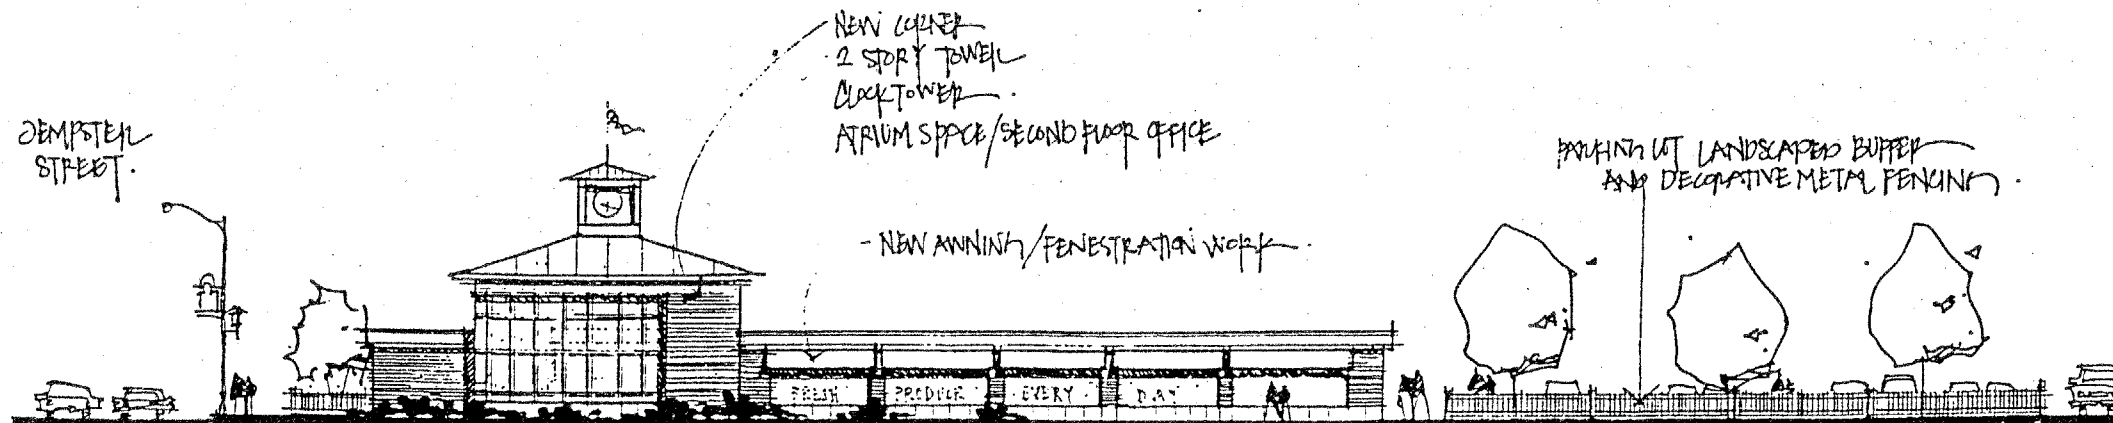 DEMPSTER
STREET.
NEW CORNER
2 STORY TOWER
CLOCKTOWER.
ATRIUM SPACE/SECOND FLOOR OFFICE
- NEW AWNING/FENESTRATION WORK.
PARKING LOT LANDSCAPED BUFFER
AND DECORATIVE METAL FENCING.
FRESH PRODUCE EVERY DAY